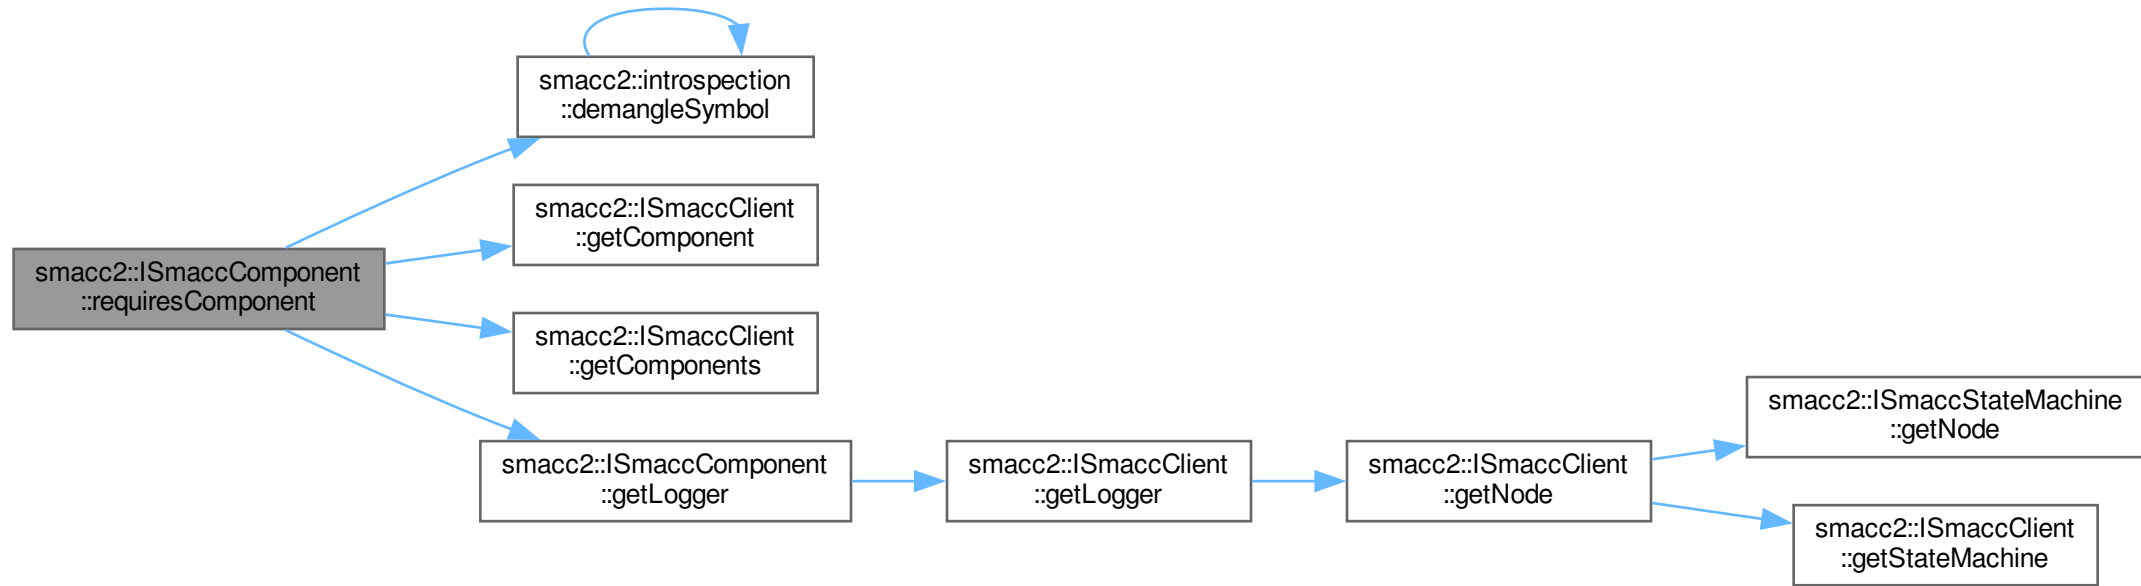 smacc2::introspection
::demangleSymbol
smacc2::ISmaccClient
::getComponent
smacc2::ISmaccComponent
::requiresComponent
smacc2::ISmaccClient
::getComponents
smacc2::ISmaccComponent
::getLogger
smacc2::ISmaccClient
::getLogger
smacc2::ISmaccClient
::getNode
smacc2::ISmaccStateMachine
::getNode
smacc2::ISmaccClient
::getStateMachine